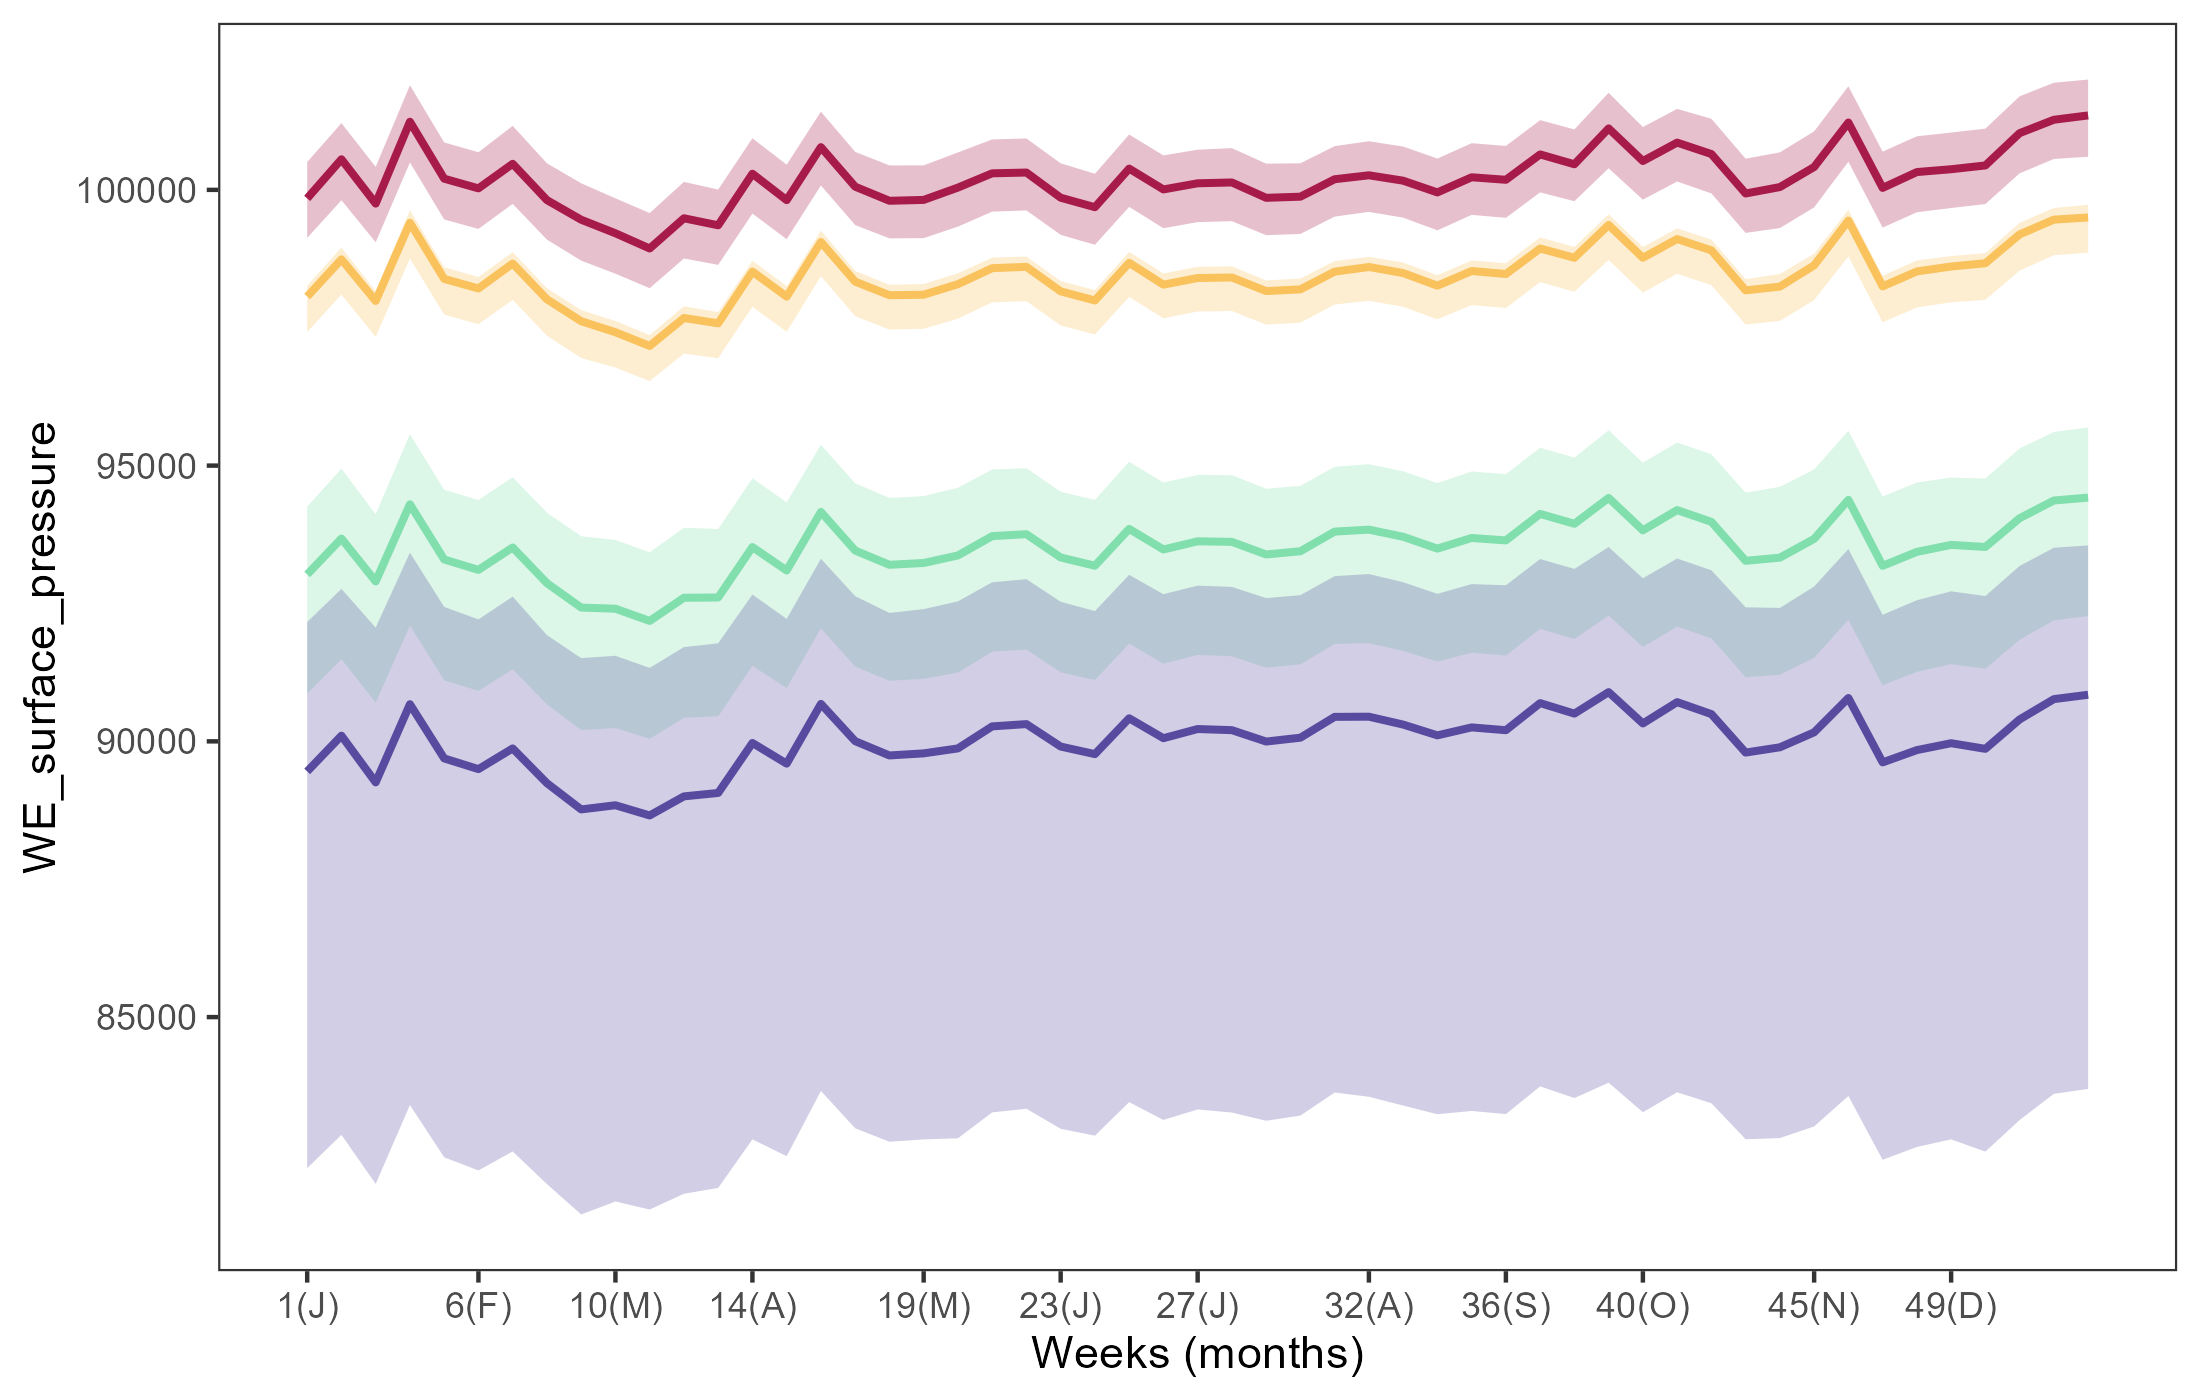 WE_surface_pressure
100000
95000
90000
85000
1(J) 6(F) 10(M) 14(A) 19(M) 23(J) 27(J) 32(A) 36(S) 40(O) 45(N) 49(D)
Weeks (months)